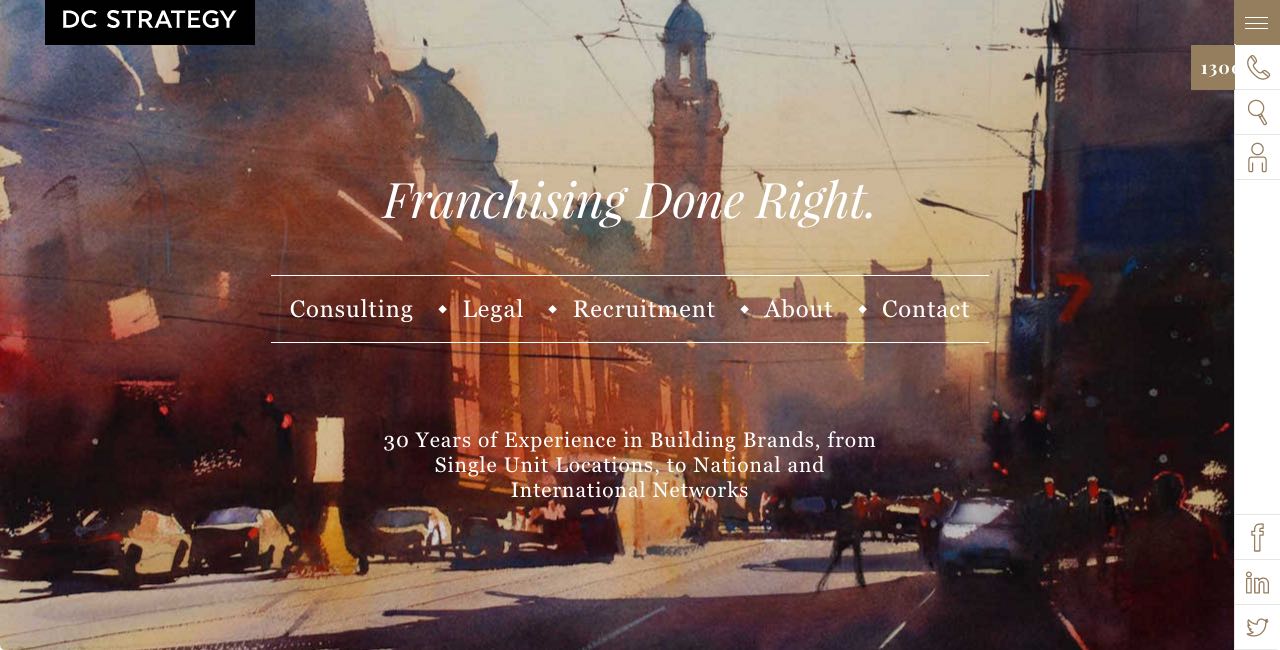 DC STRATEGY
1300
Franchising Done Right.
Consulting ◆ Legal ◆ Recruitment ◆ About ◆ Contact
30 Years of Experience in Building Brands, from
Single Unit Locations, to National and
International Networks